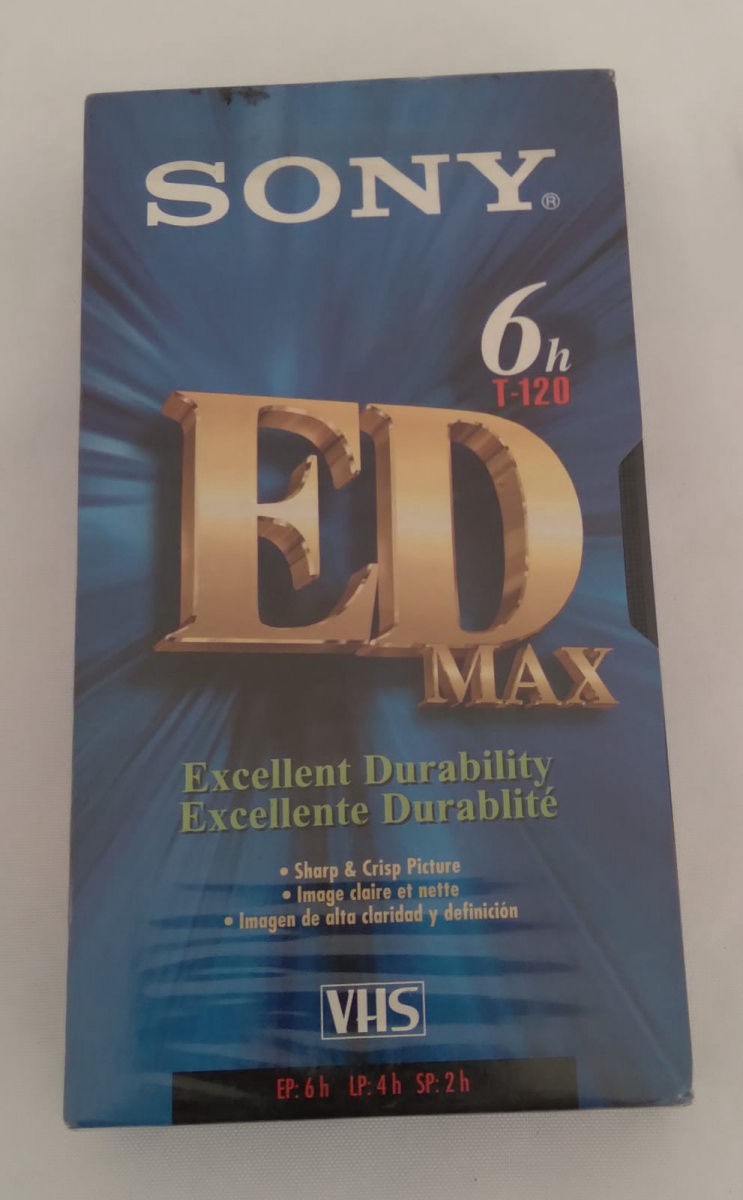 SONY®
6h
T-120
ED
MAX
Excellent Durability
Excellente Durablité
• Sharp & Crisp Picture
• Image claire et nette
• Imagen de alta claridad y definición
VHS
EP: 6 h LP: 4 h SP: 2 h